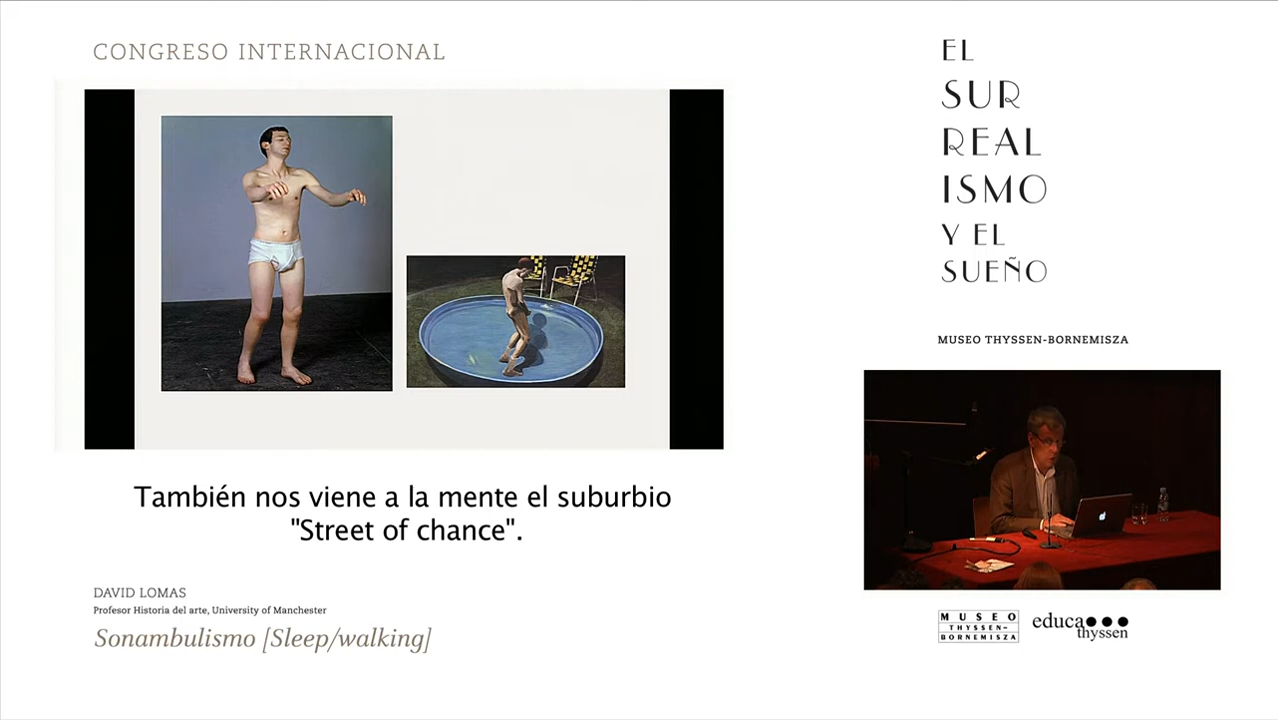 CONGRESO INTERNACIONAL
EL
SUR
REAL
ISMO
Y EL
SUEÑO
MUSEO THYSSEN-BORNEMISZA
También nos viene a la mente el suburbio
"Street of chance".
DAVID LOMAS
Profesor Historia del arte, University of Manchester
Sonambulismo [Sleep/walking]
MUSEO
THYSSEN-
BORNEMISZA
educa
thyssen